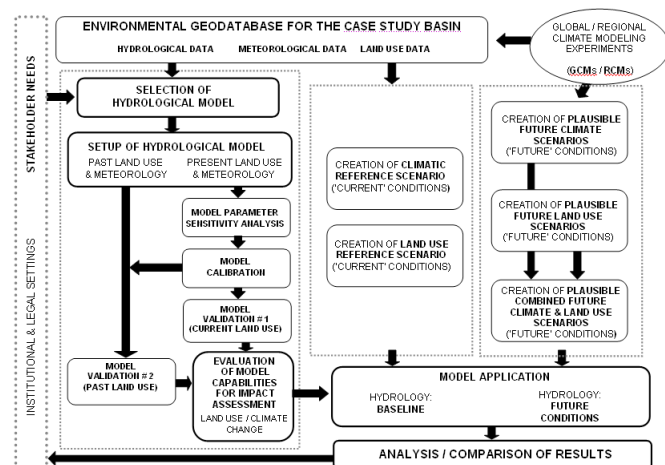 ENVIRONMENTAL GEODATABASE FOR THE CASE STUDY BASIN
HYDROLOGICAL DATA METEOROLOGICAL DATA LAND USE DATA
GLOBAL / REGIONAL
CLIMATE MODELING
EXPERIMENTS
(GCMs / RCMs)
STAKEHOLDER NEEDS
INSTITUTIONAL & LEGAL SETTINGS
SELECTION OF
HYDROLOGICAL MODEL
SETUP OF HYDROLOGICAL MODEL
PAST LAND USE
& METEOROLOGY
PRESENT LAND USE
& METEOROLOGY
MODEL PARAMETER
SENSITIVITY ANALYSIS
MODEL
CALIBRATION
MODEL
VALIDATION #1
(CURRENT LAND USE)
MODEL
VALIDATION #2
(PAST LAND USE)
EVALUATION
OF MODEL
CAPABILITIES
FOR IMPACT
ASSESSMENT
LAND USE / CLIMATE
CHANGE
CREATION OF CLIMATIC
REFERENCE SCENARIO
('CURRENT' CONDITIONS)
CREATION OF LAND USE
REFERENCE SCENARIO
('CURRENT' CONDITIONS)
CREATION OF PLAUSIBLE
FUTURE CLIMATE
SCENARIOS
('FUTURE' CONDITIONS)
CREATION OF PLAUSIBLE
FUTURE LAND USE
SCENARIOS
('FUTURE' CONDITIONS)
CREATION OF PLAUSIBLE
COMBINED FUTURE
CLIMATE & LAND USE
SCENARIOS
('FUTURE' CONDITIONS)
MODEL APPLICATION
HYDROLOGY:
BASELINE
HYDROLOGY:
FUTURE
CONDITIONS
ANALYSIS / COMPARISON OF RESULTS